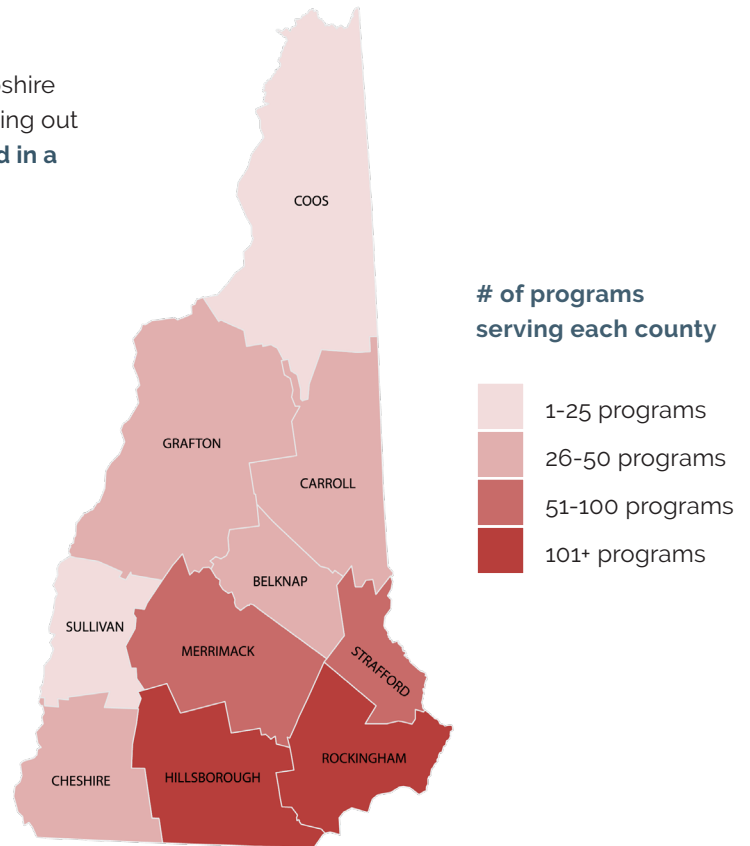 shire
ing out
d in a
COOS
# of programs
serving each county
1-25 programs
26-50 programs
51-100 programs
101+ programs
GRAFTON
CARROLL
BELKNAP
SULLIVAN
MERRIMACK
STRAFFORD
CHESHIRE
HILLSBOROUGH
ROCKINGHAM